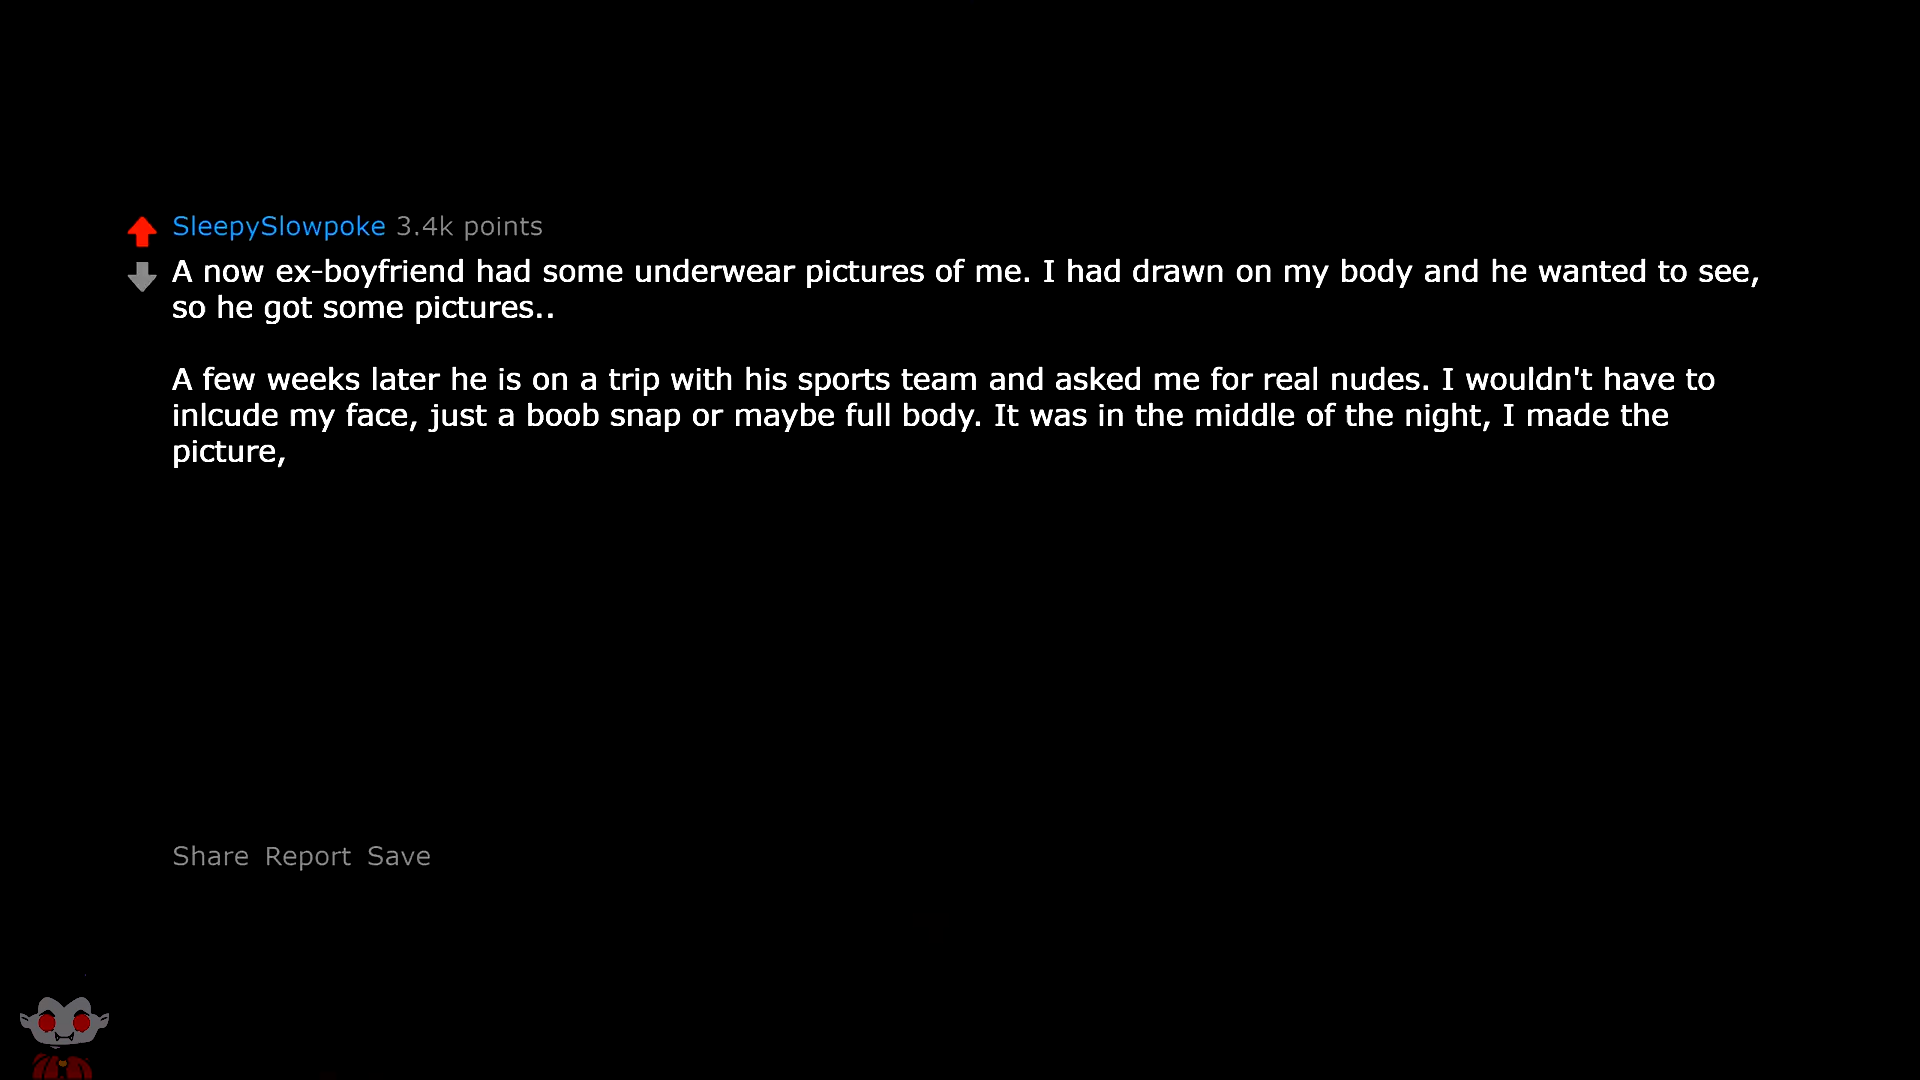 SleepySlowpoke 3.4k points
A now ex-boyfriend had some underwear pictures of me. I had drawn on my body and he wanted to see,
so he got some pictures..
A few weeks later he is on a trip with his sports team and asked me for real nudes. I wouldn't have to
inlcude my face, just a boob snap or maybe full body. It was in the middle of the night, I made the
picture,
Share Report Save